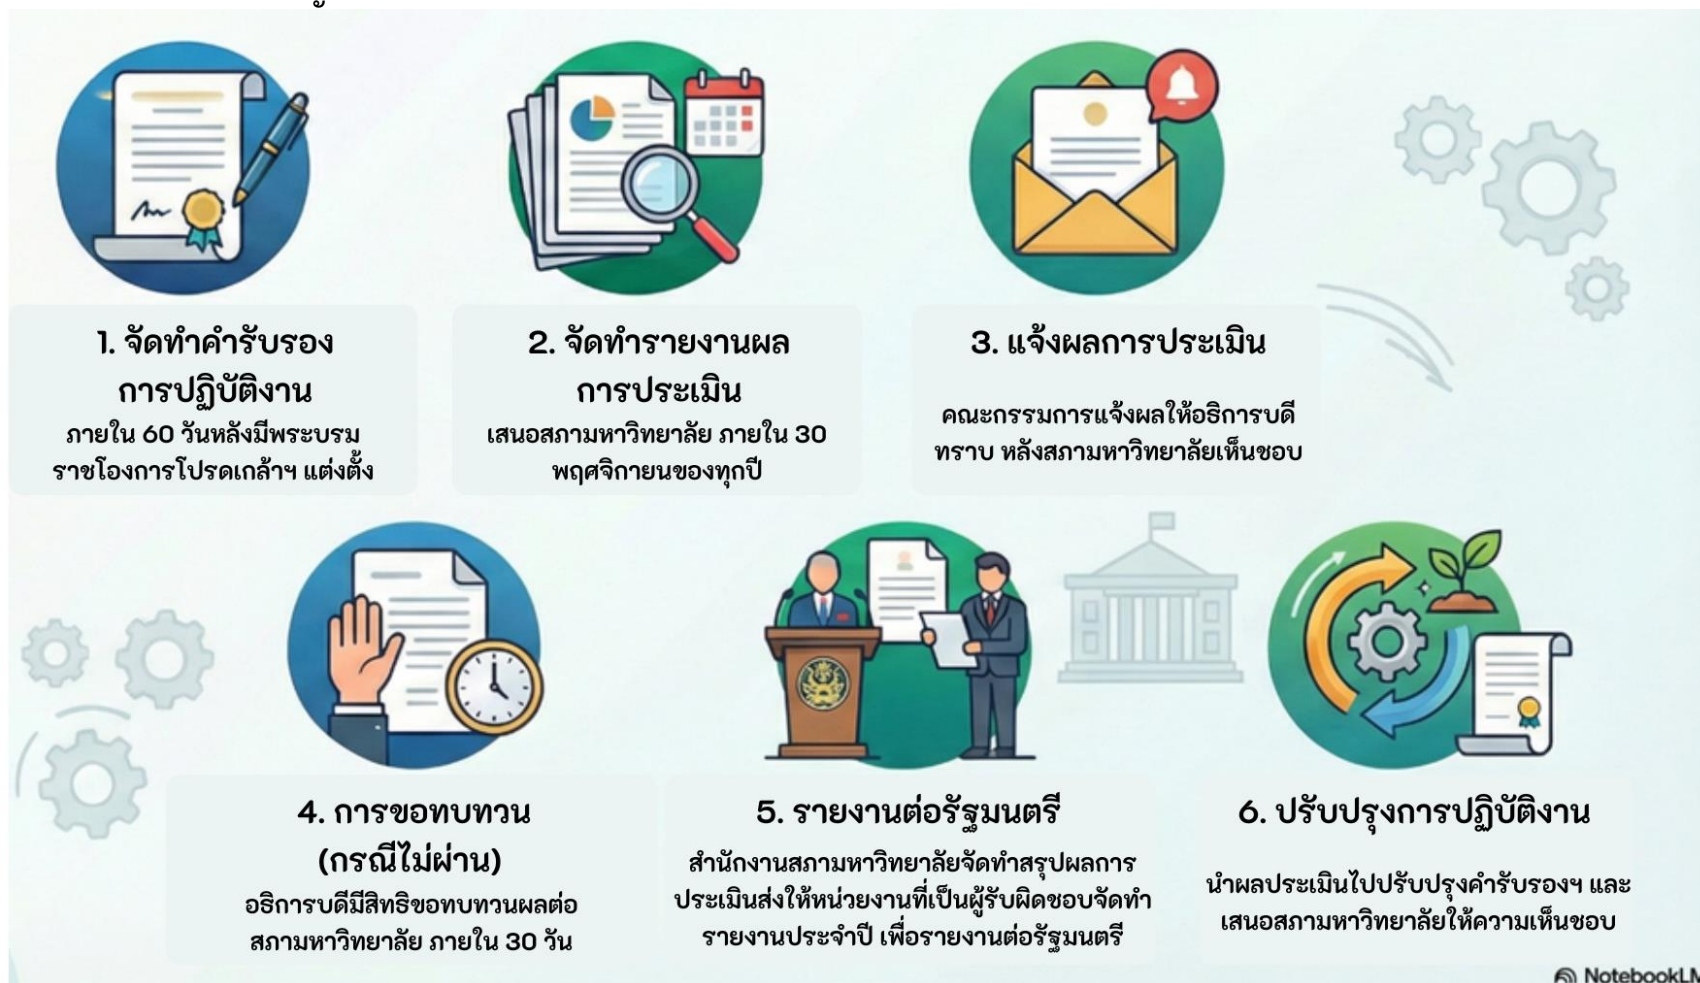 1. จัดทำคำรับรอง
การปฏิบัติงาน
ภายใน 60 วันหลังมีพระบรม
ราชโองการโปรดเกล้าฯ แต่งตั้ง
2. จัดทำรายงานผล
การประเมิน
เสนอสภามหาวิทยาลัย ภายใน 30
พฤศจิกายนของทุกปี
3. แจ้งผลการประเมิน
คณะกรรมการแจ้งผลให้อธิการบดี
ทราบ หลังสภามหาวิทยาลัยเห็นชอบ
4. การขอทบทวน
(กรณีไม่ผ่าน)
อธิการบดีมีสิทธิขอทบทวนผลต่อ
สภามหาวิทยาลัย ภายใน 30 วัน
5. รายงานต่อรัฐมนตรี
สำนักงานสภามหาวิทยาลัยจัดทำสรุปผลการ
ประเมินส่งให้หน่วยงานที่เป็นผู้รับผิดชอบจัดทำ
รายงานประจำปี เพื่อรายงานต่อรัฐมนตรี
6. ปรับปรุงการปฏิบัติงาน
นำผลประเมินไปปรับปรุงคำรับรองฯ และ
เสนอสภามหาวิทยาลัยให้ความเห็นชอบ
NotebookLM